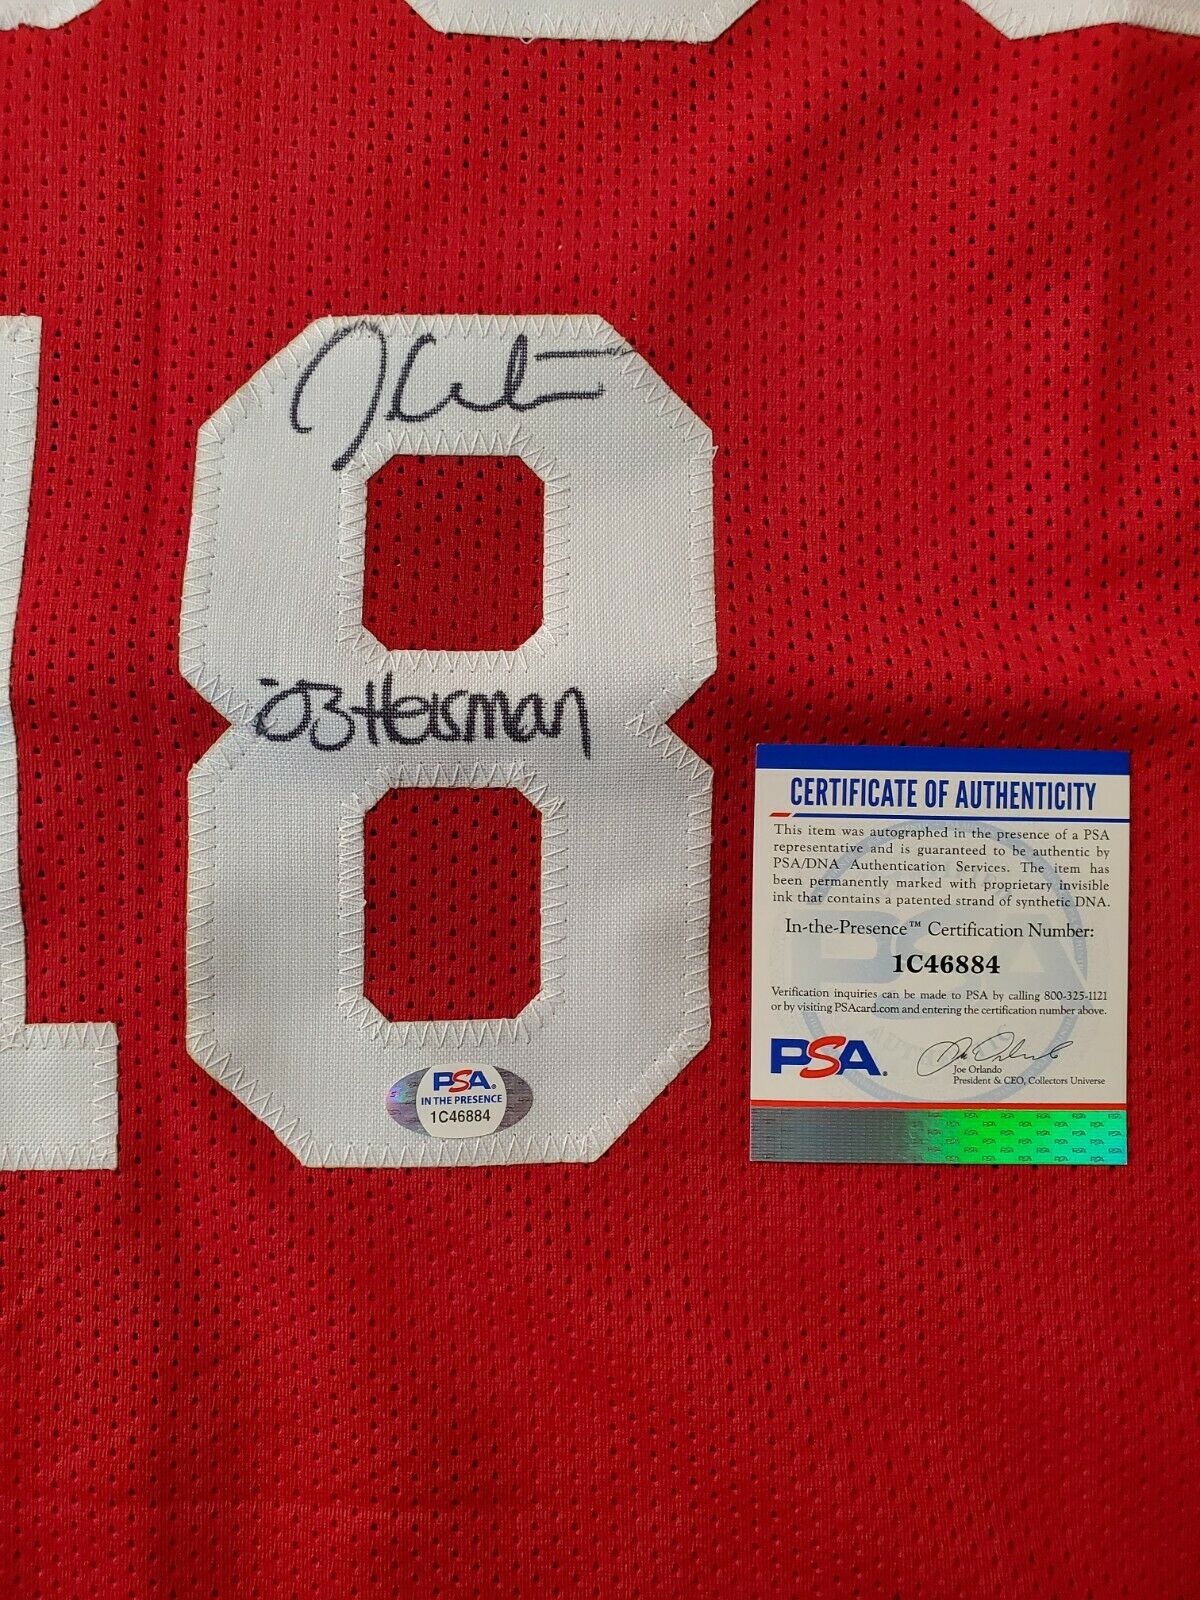 18
J White
'03 Heisman
PSA
IN THE PRESENCE
1C46884
CERTIFICATE OF AUTHENTICITY
This item was autographed in the presence of a PSA
representative and is guaranteed to be authentic by
PSA/DNA Authentication Services. The item has
been permanently marked with proprietary invisible
ink that contains a patented strand of synthetic DNA.
In-the-Presence™ Certification Number:
1C46884
Verification inquiries can be made to PSA by calling 800-325-1121
or by visiting PSAcard.com and entering the certification number above.
PSA.
Joe Orlando
President & CEO, Collectors Universe